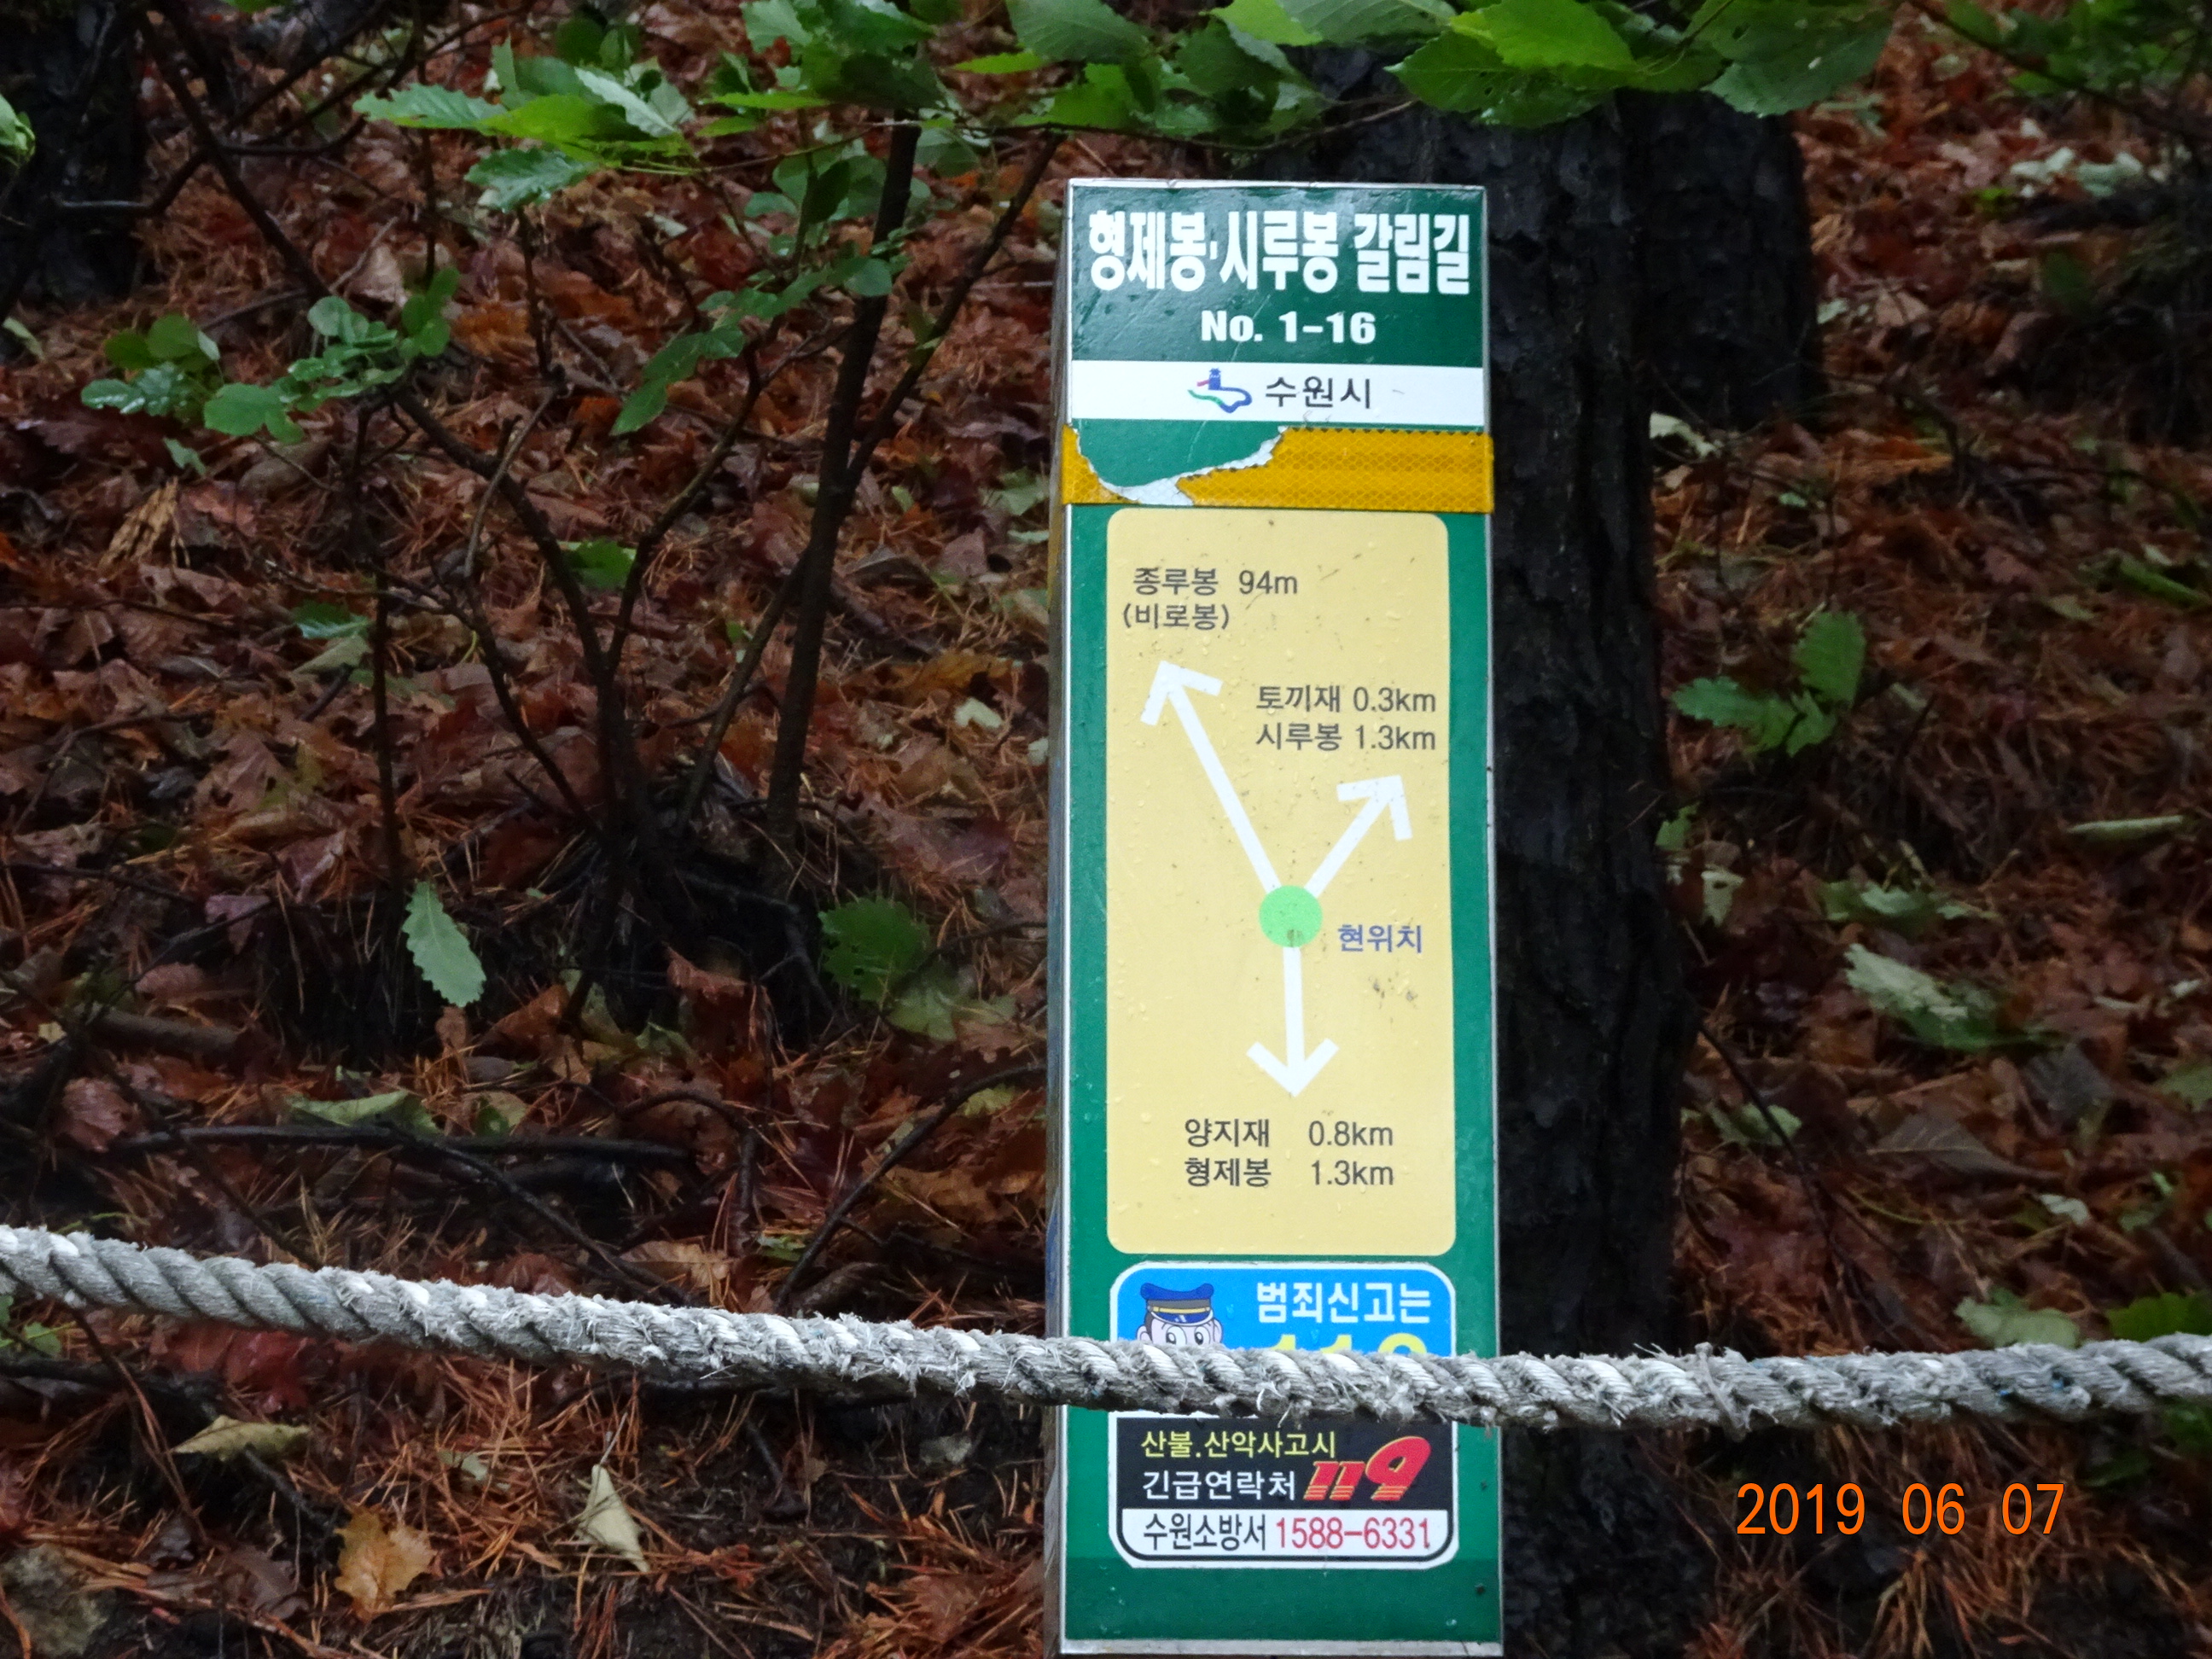 형제봉·시루봉 갈림길
No. 1-16
수원시
종루봉 94m
(비로봉)
토끼재 0.3km
시루봉 1.3km
현위치
양지재 0.8km
형제봉 1.3km
범죄신고는
산불.산악사고시
긴급연락처 119
수원소방서 1588-6331
2019 06 07